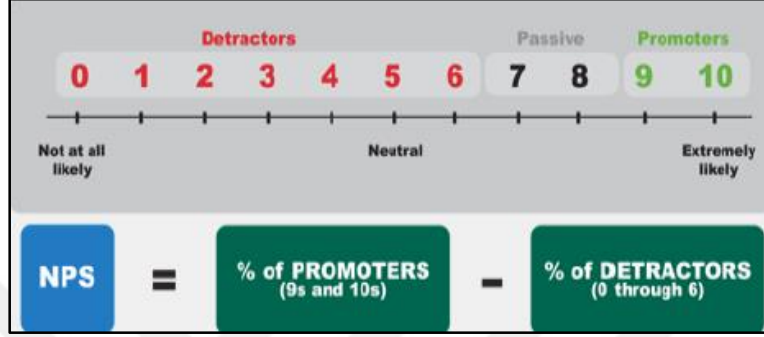 Detractors Passive Promoters
0 1 2 3 4 5 6 7 8 9 10
Not at all likely Neutral Extremely likely
NPS = % of PROMOTERS (9s and 10s) - % of DETRACTORS (0 through 6)